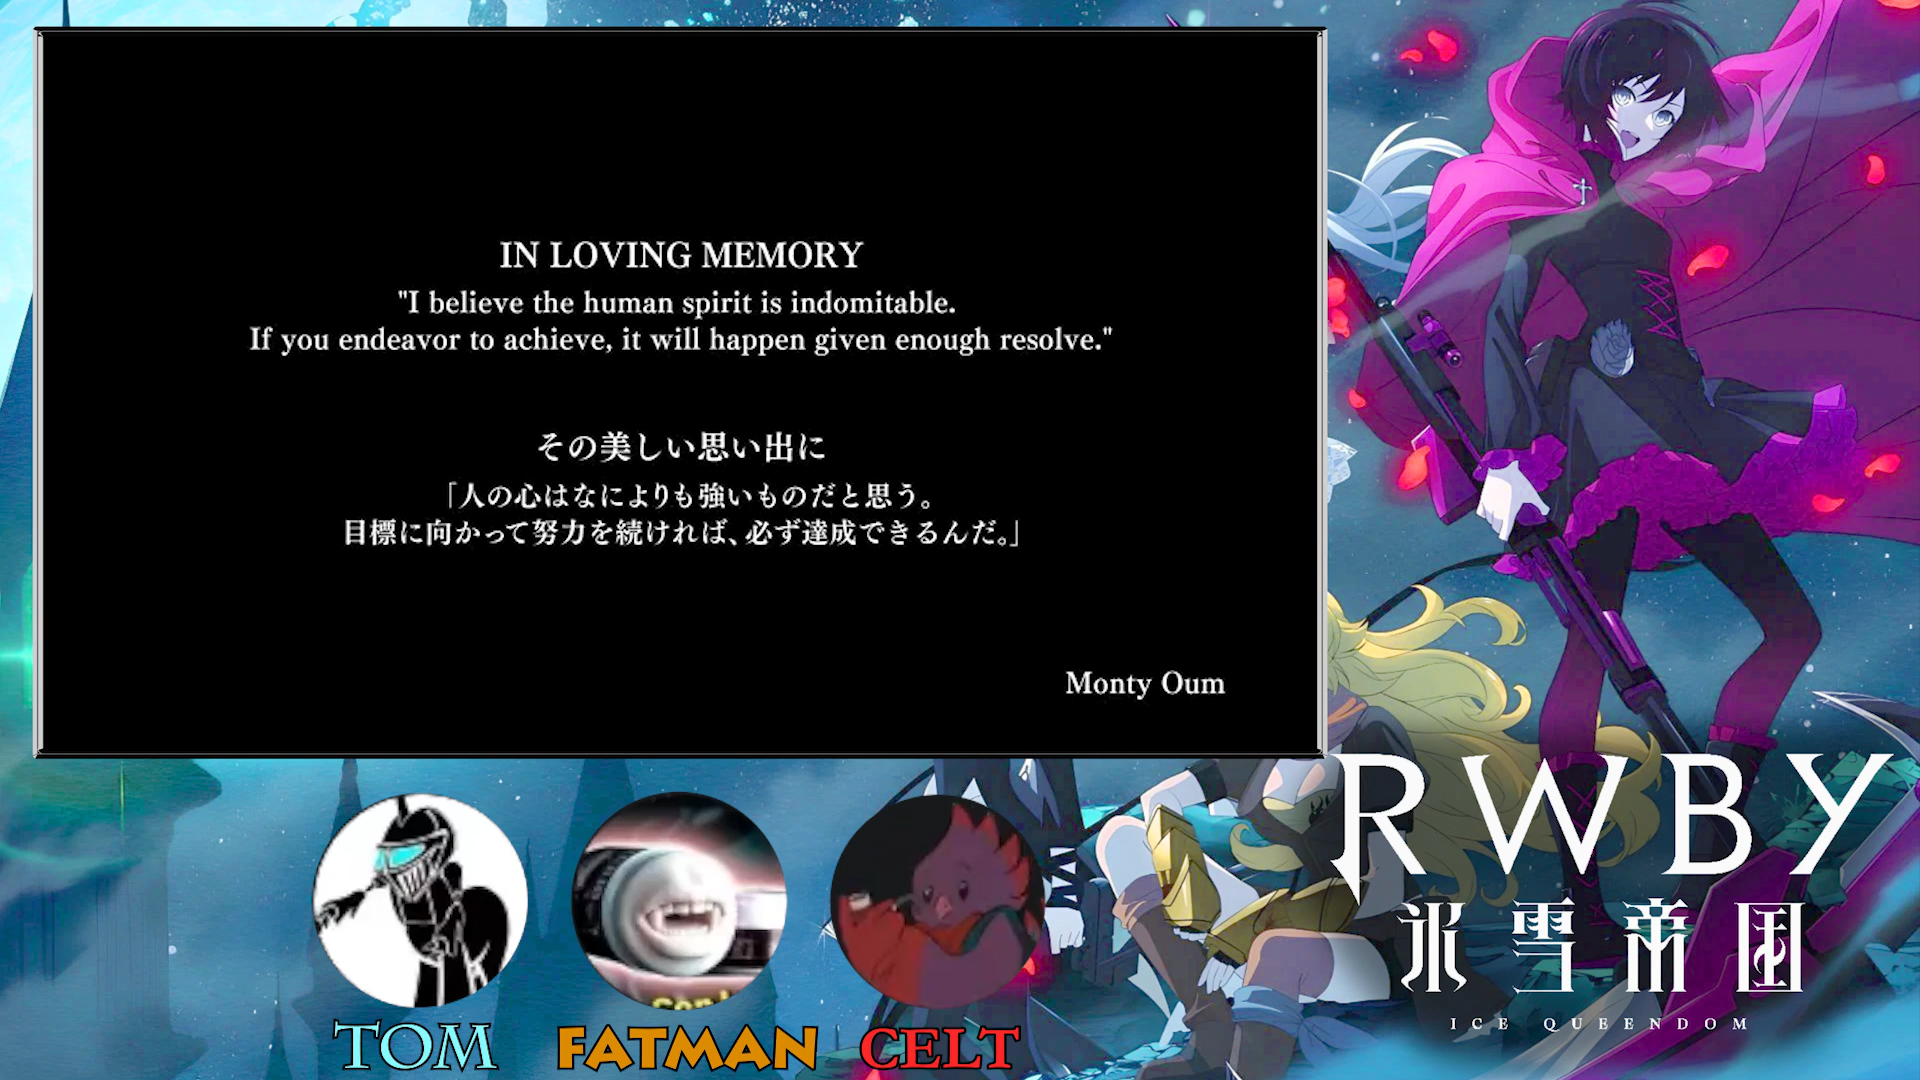 IN LOVING MEMORY
"I believe the human spirit is indomitable.
If you endeavor to achieve, it will happen given enough resolve."
その美しい思い出に
「人の心はなによりも強いものだと思う。
目標に向かって努力を続ければ、必ず達成できるんだ。」
Monty Oum
RWBY
氷雪帝国
ICE QUEENDOM
TOM
FATMAN
CELT